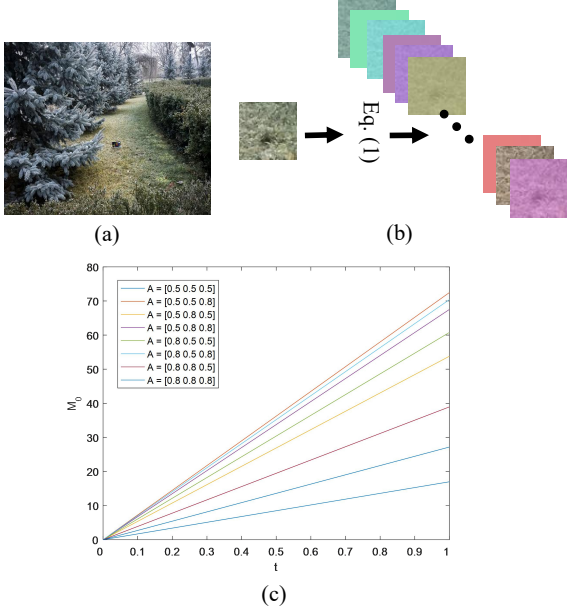 (a)
Eq. (1)
(b)
80
70
60
50
40
30
20
10
0
M0
A = [0.5 0.5 0.5]
A = [0.5 0.5 0.8]
A = [0.5 0.8 0.5]
A = [0.5 0.8 0.8]
A = [0.8 0.5 0.5]
A = [0.8 0.5 0.8]
A = [0.8 0.8 0.5]
A = [0.8 0.8 0.8]
0 0.1 0.2 0.3 0.4 0.5 0.6 0.7 0.8 0.9 1
t
(c)